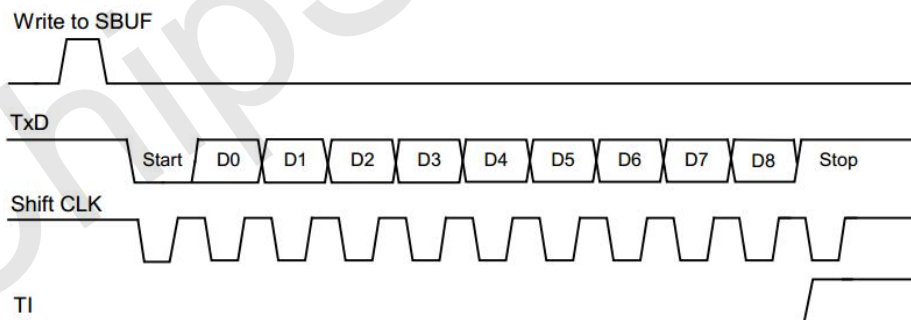 Write to SBUF
TxD
Start D0 D1 D2 D3 D4 D5 D6 D7 D8 Stop
Shift CLK
TI